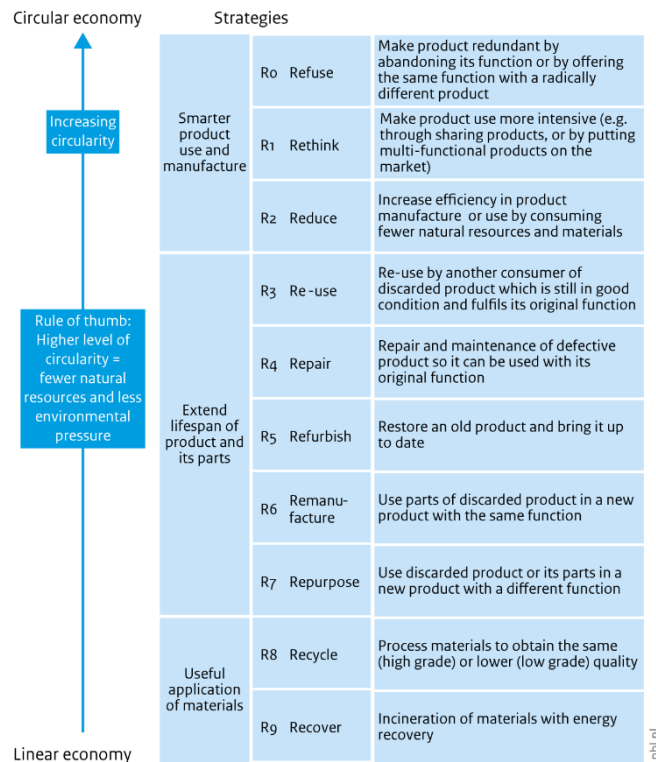 Circular economy
Strategies
Increasing
circularity
Rule of thumb:
Higher level of
circularity =
fewer natural
resources and less
environmental
pressure
Linear economy
Smarter
product
use and
manufacture
Ro Refuse
Make product redundant by
abandoning its function or by offering
the same function with a radically
different product
R1 Rethink
Make product use more intensive (e.g.
through sharing products, or by putting
multi-functional products on the
market)
R2 Reduce
Increase efficiency in product
manufacture or use by consuming
fewer natural resources and materials
Extend
lifespan of
product and
its parts
R3 Re-use
Re-use by another consumer of
discarded product which is still in good
condition and fulfils its original function
R4 Repair
Repair and maintenance of defective
product so it can be used with its
original function
R5 Refurbish
Restore an old product and bring it up
to date
R6 Remanu-
facture
Use parts of discarded product in a new
product with the same function
R7 Repurpose
Use discarded product or its parts in a
new product with a different function
Useful
application
of materials
R8 Recycle
Process materials to obtain the same
(high grade) or lower (low grade) quality
R9 Recover
Incineration of materials with energy
recovery
pbl.nl